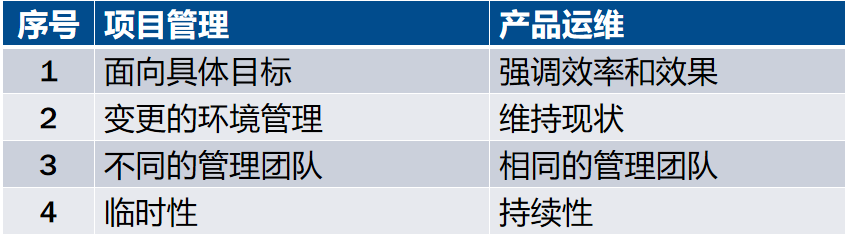 序号 项目管理 产品运维
1 面向具体目标 强调效率和效果
2 变更的环境管理 维持现状
3 不同的管理团队 相同的管理团队
4 临时性 持续性